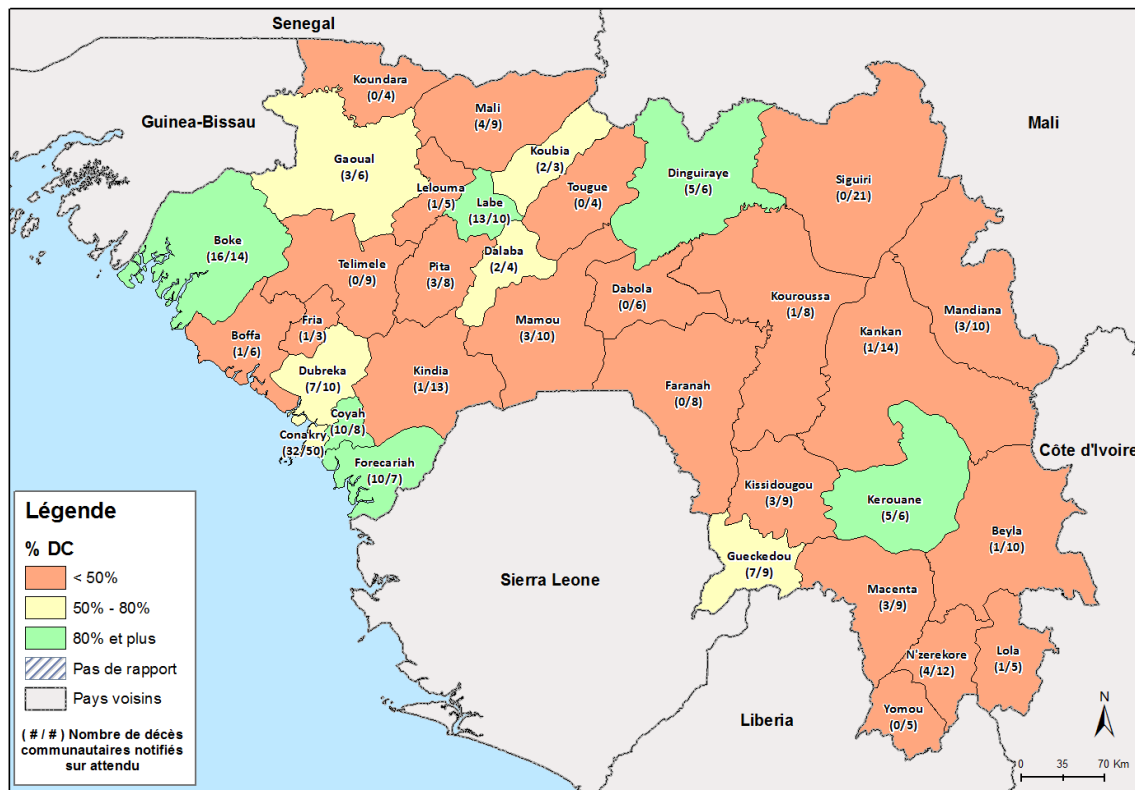 Senegal
Koundara
(0/4)
Mali
(4/9)
Guinea-Bissau
Mali
Koubia
(2/3)
Gaoual
(3/6)
Dinguiraye
(5/6)
Lelouma
(1/5)
Tougue
(0/4)
Siguiri
(0/21)
Labe
(13/10)
Boke
(16/14)
Dalaba
(2/4)
Telimele
(0/9)
Pita
(3/8)
Dabola
(0/6)
Kouroussa
(1/8)
Mandiana
(3/10)
Fria
(1/3)
Mamou
(3/10)
Boffa
(1/6)
Kankan
(1/14)
Dubreka
(7/10)
Kindia
(1/13)
Faranah
(0/8)
Coyah
(10/8)
Conakry
(32/50)
Forecariah
(10/7)
Côte d'Ivoire
Kissidougou
(3/9)
Kerouane
(5/6)
Beyla
(1/10)
Gueckedou
(7/9)
Sierra Leone
Macenta
(3/9)
N'zerekore
(4/12)
Lola
(1/5)
Yomou
(0/5)
Liberia
Légende
% DC
< 50%
50% - 80%
80% et plus
Pas de rapport
Pays voisins
( # / # ) Nombre de décès
communautaires notifiés
sur attendu
N
0 35 70 Km